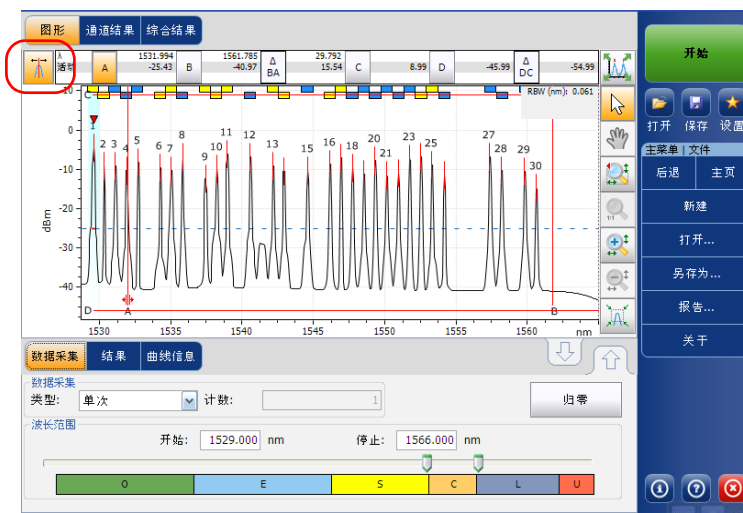 图形 通道结果 综合结果
λ 1531.994 1561.785 29.792
A -25.43 B -40.97 Δ BA 15.54 C 8.99 D -45.99 Δ DC -54.99
RBW (nm): 0.061
C
1 2 3 4 5 6 7 8 9 10 11 12 13 15 16 18 20 21 23 25 27 28 29 30
10
0
-10
-20
-30
-40
dBm
D A B
1530 1535 1540 1545 1550 1555 1560 nm
1/1
数据采集 结果 曲线信息
数据采集
类型: 单次 计数: 1 归零
波长范围
开始: 1529.000 nm 停止: 1566.000 nm
O E S C L U
开始
打开 保存 设置
主菜单 | 文件
后退 主页
新建
打开...
另存为...
报告...
关于